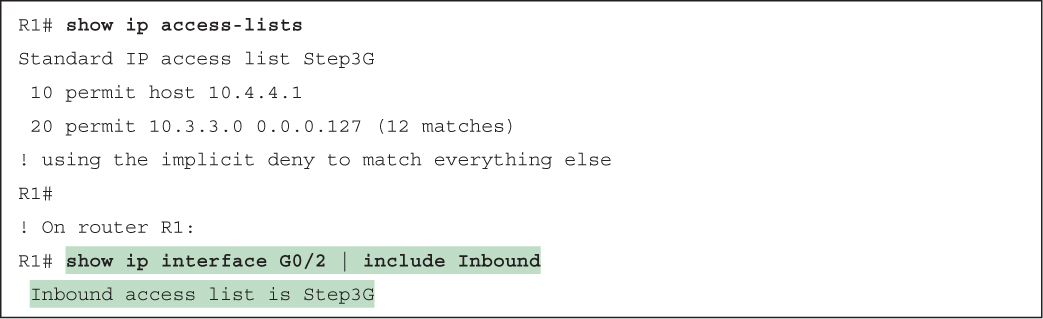 R1# show ip access-lists
Standard IP access list Step3G
 10 permit host 10.4.4.1
 20 permit 10.3.3.0 0.0.0.127 (12 matches)
! using the implicit deny to match everything else
R1#
! On router R1:
R1# show ip interface G0/2 | include Inbound
 Inbound access list is Step3G